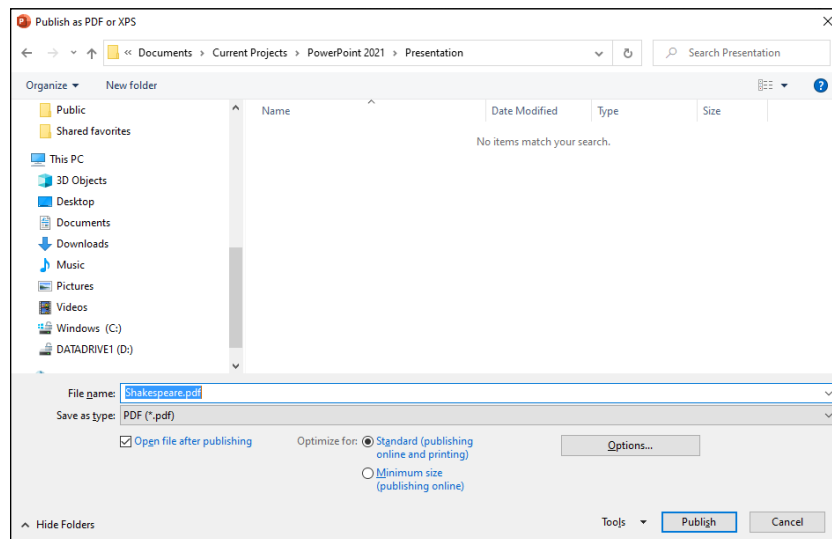 Publish as PDF or XPS
« Documents › Current Projects › PowerPoint 2021 › Presentation
Search Presentation
Organize
New folder
Public
Shared favorites
This PC
3D Objects
Desktop
Documents
Downloads
Music
Pictures
Videos
Windows (C:)
DATADRIVE1 (D:)
Name Date Modified Type Size
No items match your search.
File name: Shakespeare.pdf
Save as type: PDF (*.pdf)
Open file after publishing
Optimize for: Standard (publishing
online and printing)
Minimum size
(publishing online)
Options...
Hide Folders
Tools Publish Cancel